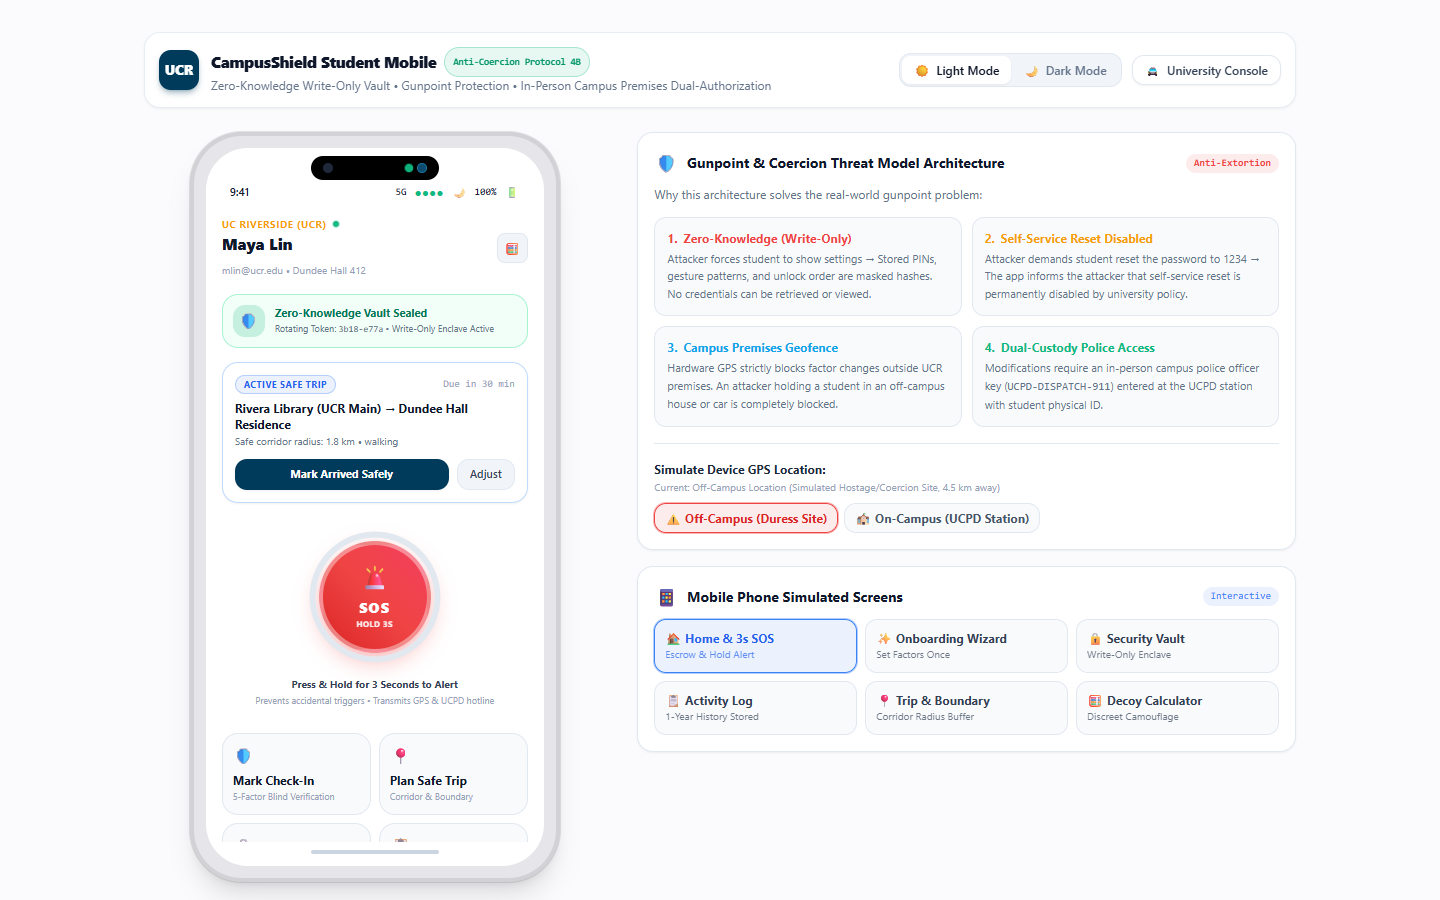 UCR
CampusShield Student Mobile
Anti-Coercion Protocol 4B
Zero-Knowledge Write-Only Vault • Gunpoint Protection • In-Person Campus Premises Dual-Authorization
Light Mode
Dark Mode
University Console
9:41
5G
100%
UC RIVERSIDE (UCR)
Maya Lin
mlin@ucr.edu • Dundee Hall 412
Zero-Knowledge Vault Sealed
Rotating Token: 3b18-e77a • Write-Only Enclave Active
ACTIVE SAFE TRIP
Due in 30 min
Rivera Library (UCR Main) → Dundee Hall
Residence
Safe corridor radius: 1.8 km • walking
Mark Arrived Safely
Adjust
SOS
HOLD 3S
Press & Hold for 3 Seconds to Alert
Prevents accidental triggers • Transmits GPS & UCPD hotline
Mark Check-In
5-Factor Blind Verification
Plan Safe Trip
Corridor & Boundary
Gunpoint & Coercion Threat Model Architecture
Anti-Extortion
Why this architecture solves the real-world gunpoint problem:
1. Zero-Knowledge (Write-Only)
Attacker forces student to show settings → Stored PINs,
gesture patterns, and unlock order are masked hashes.
No credentials can be retrieved or viewed.
2. Self-Service Reset Disabled
Attacker demands student reset the password to 1234 →
The app informs the attacker that self-service reset is
permanently disabled by university policy.
3. Campus Premises Geofence
Hardware GPS strictly blocks factor changes outside UCR
premises. An attacker holding a student in an off-campus
house or car is completely blocked.
4. Dual-Custody Police Access
Modifications require an in-person campus police officer
key (UCPD-DISPATCH-911) entered at the UCPD station
with student physical ID.
Simulate Device GPS Location:
Current: Off-Campus Location (Simulated Hostage/Coercion Site, 4.5 km away)
Off-Campus (Duress Site)
On-Campus (UCPD Station)
Mobile Phone Simulated Screens
Interactive
Home & 3s SOS
Escrow & Hold Alert
Onboarding Wizard
Set Factors Once
Security Vault
Write-Only Enclave
Activity Log
1-Year History Stored
Trip & Boundary
Corridor Radius Buffer
Decoy Calculator
Discreet Camouflage